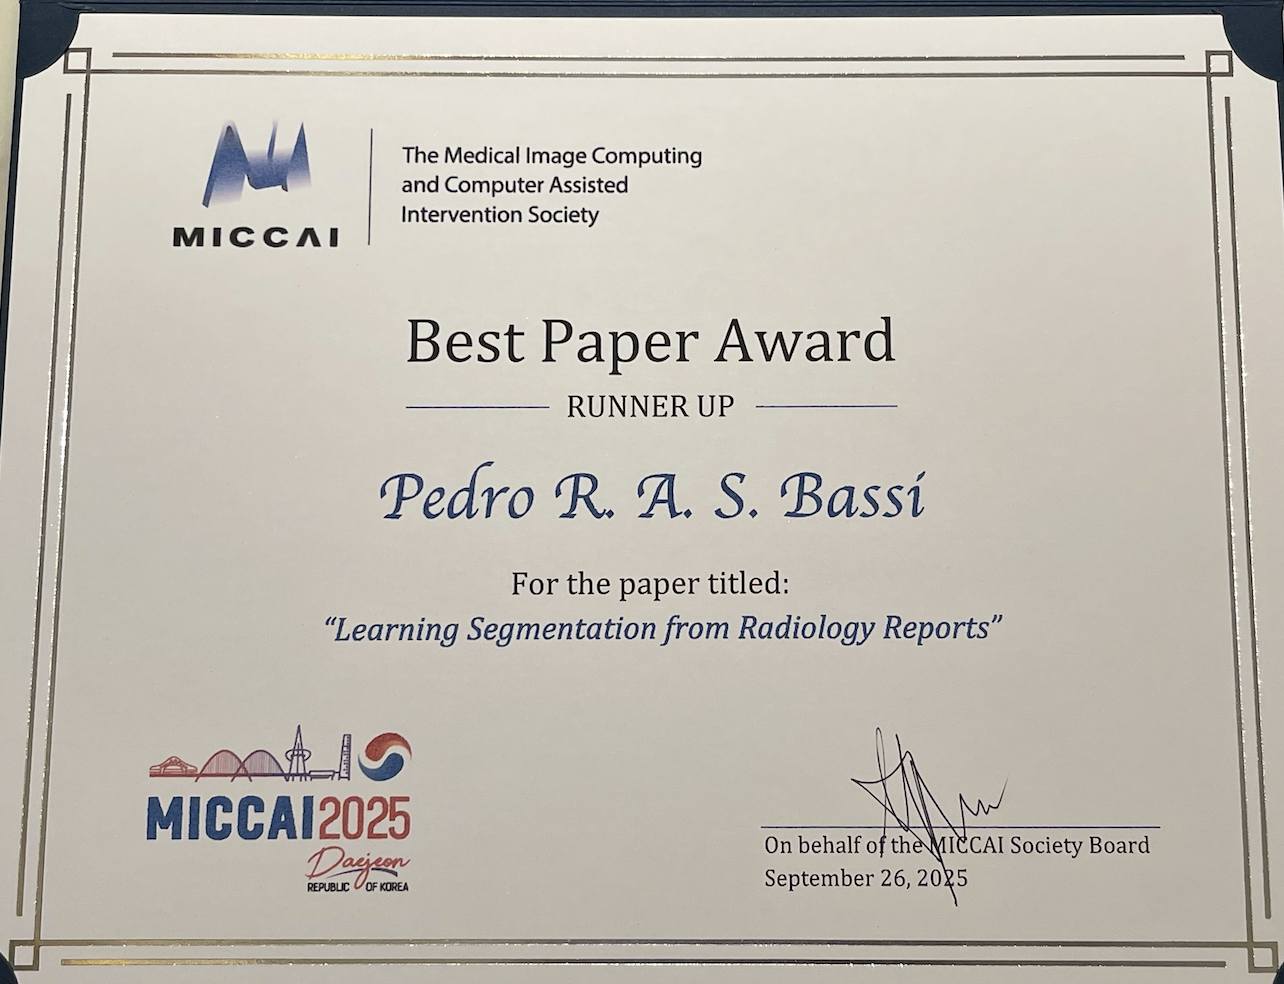 MICCAI
The Medical Image Computing
and Computer Assisted
Intervention Society
Best Paper Award
RUNNER UP
Pedro R. A. S. Bassi
For the paper titled:
“Learning Segmentation from Radiology Reports”
MICCAI2025
Daejeon
REPUBLIC OF KOREA
On behalf of the MICCAI Society Board
September 26, 2025